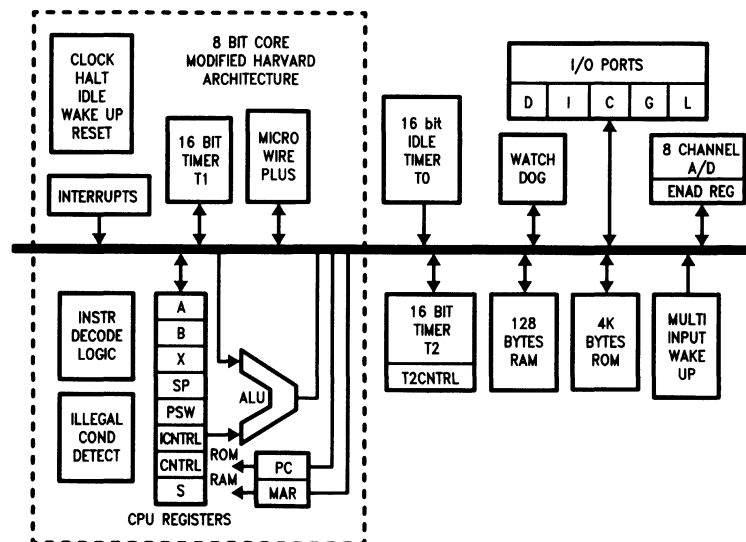 8 BIT CORE
MODIFIED HARVARD
ARCHITECTURE
CLOCK
HALT
IDLE
WAKE UP
RESET
INTERRUPTS
16 BIT
TIMER
T1
MICRO
WIRE
PLUS
16 bit
IDLE
TIMER
T0
WATCH
DOG
I/O PORTS
D I C G L
8 CHANNEL
A/D
ENAD REG
INSTR
DECODE
LOGIC
ILLEGAL
COND
DETECT
A
B
X
SP
PSW
ICNTRL
CNTRL
S
CPU REGISTERS
ALU
ROM
RAM
PC
MAR
16 BIT
TIMER
T2
T2CNTRL
128
BYTES
RAM
4K
BYTES
ROM
MULTI
INPUT
WAKE
UP